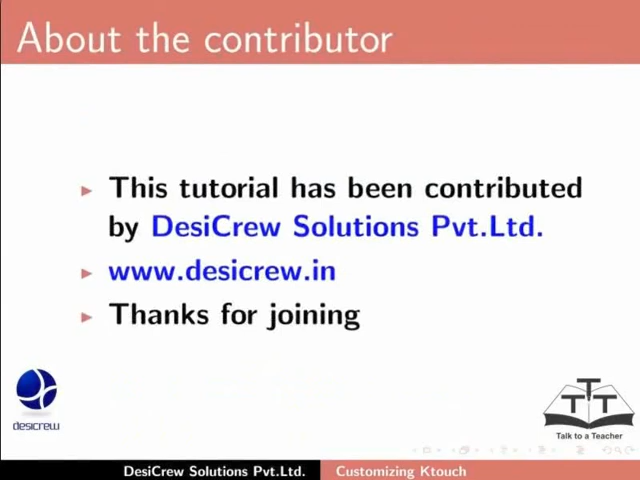 About the contributor
This tutorial has been contributed
by DesiCrew Solutions Pvt.Ltd.
www.desicrew.in
Thanks for joining
desicrew
TTT
Talk to a Teacher
DesiCrew Solutions Pvt.Ltd. Customizing Ktouch